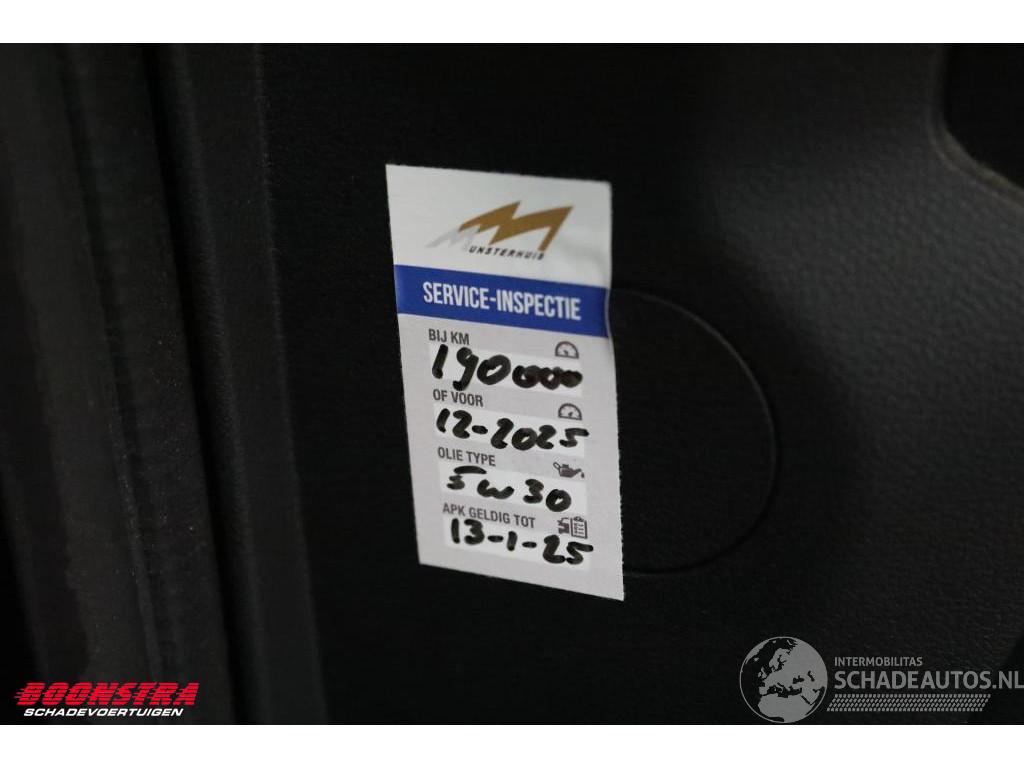 MUNSTERHUIS
SERVICE-INSPECTIE
BIJ KM
190000
OF VOOR
12-2025
OLIE TYPE
5W30
APK GELDIG TOT
13-1-25
BOONSTRA
SCHADEVOERTUIGEN
INTERMOBILITAS
SCHADEAUTOS.NL